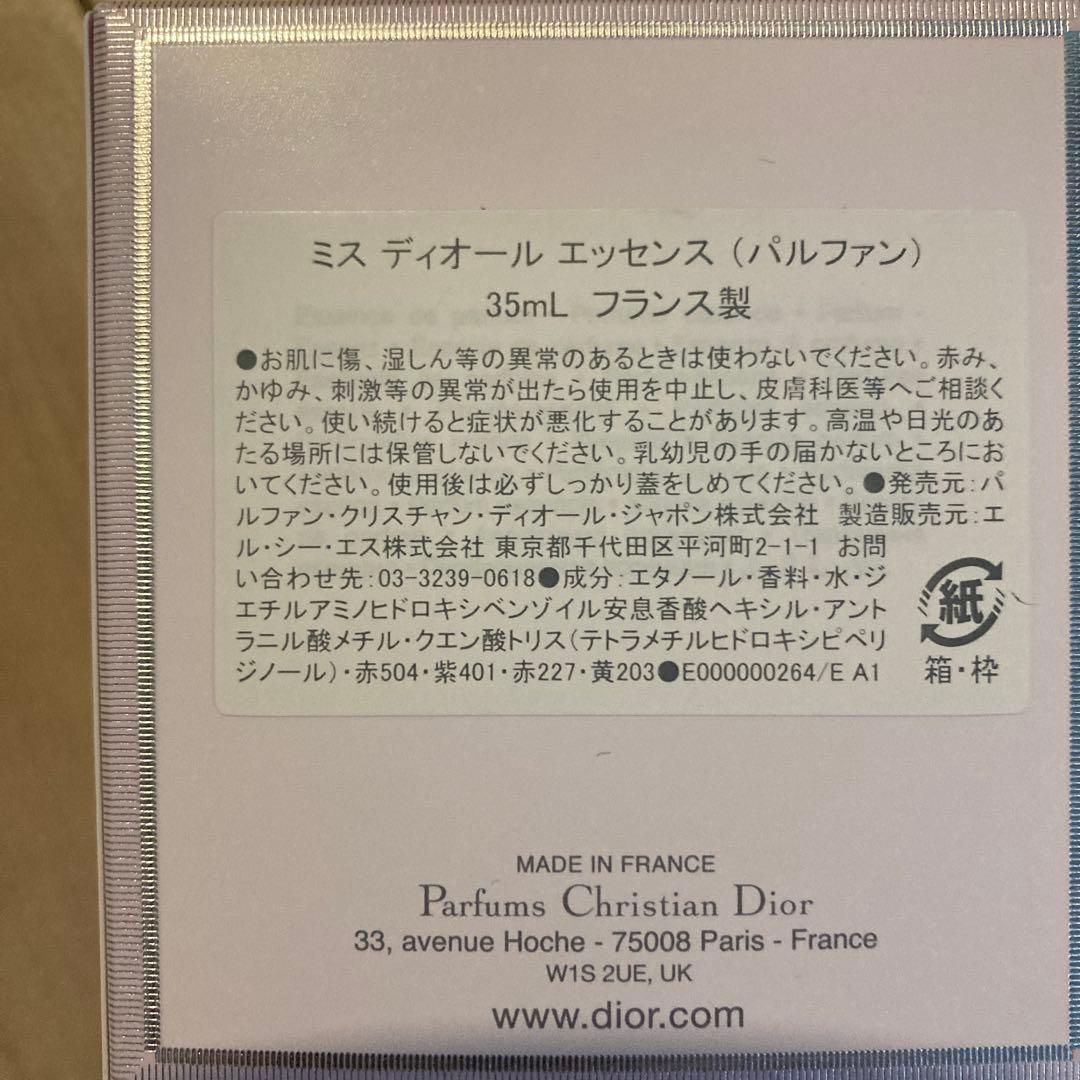 ミス ディオール エッセンス（パルファン）
35mL フランス製
●お肌に傷、湿しん等の異常のあるときは使わないでください。赤み、
かゆみ、刺激等の異常が出たら使用を中止し、皮膚科医等へご相談く
ださい。使い続けると症状が悪化することがあります。高温や日光のあ
たる場所には保管しないでください。乳幼児の手の届かないところにお
いてください。使用後は必ずしっかり蓋をしめてください。●発売元：パ
ルファン・クリスチャン・ディオール・ジャポン株式会社 製造販売元：エ
ル・シー・エス株式会社 東京都千代田区平河町2-1-1 お問
い合わせ先：03-3239-0618●成分：エタノール・香料・水・ジ
エチルアミノヒドロキシベンゾイル安息香酸ヘキシル・アント
ラニル酸メチル・クエン酸トリス（テトラメチルヒドロキシピペリ
ジノール）・赤504・紫401・赤227・黄203●E000000264/E A1
紙
箱・枠
MADE IN FRANCE
Parfums Christian Dior
33, avenue Hoche - 75008 Paris - France
W1S 2UE, UK
www.dior.com